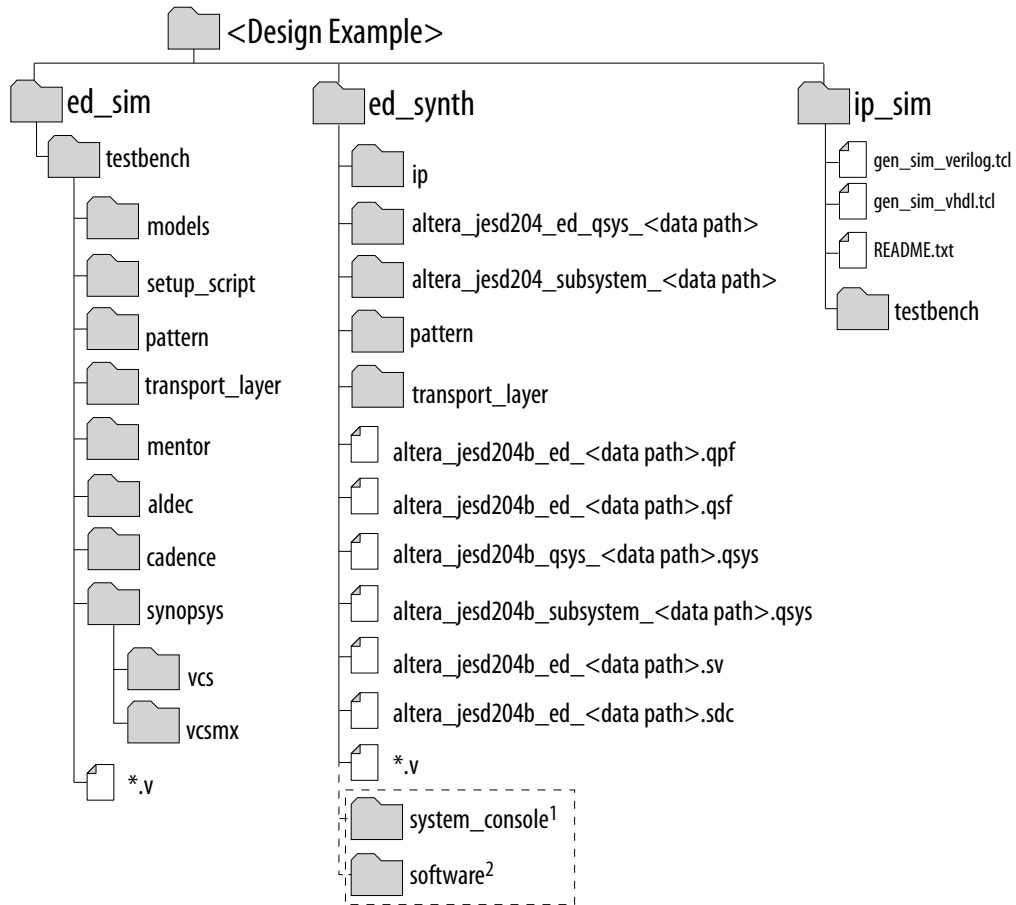 <Design Example>
ed_sim
testbench
models
setup_script
pattern
transport_layer
mentor
aldec
cadence
synopsys
vcs
vcsmx
*.v
ed_synth
ip
altera_jesd204_ed_qsys_<data path>
altera_jesd204_subsystem_<data path>
pattern
transport_layer
altera_jesd204b_ed_<data path>.qpf
altera_jesd204b_ed_<data path>.qsf
altera_jesd204b_qsys_<data path>.qsys
altera_jesd204b_subsystem_<data path>.qsys
altera_jesd204b_ed_<data path>.sv
altera_jesd204b_ed_<data path>.sdc
*.v
system_console1
software2
ip_sim
gen_sim_verilog.tcl
gen_sim_vhdl.tcl
README.txt
testbench